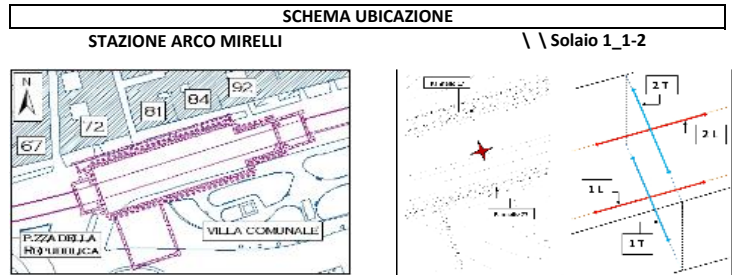 SCHEMA UBICAZIONE
STAZIONE ARCO MIRELLI
\ \ Solaio 1_1-2
N
92
84
81
72
67
P.ZZA DELLA
REPUBBLICA
VILLA COMUNALE
2 T
2 L
1 L
1 T